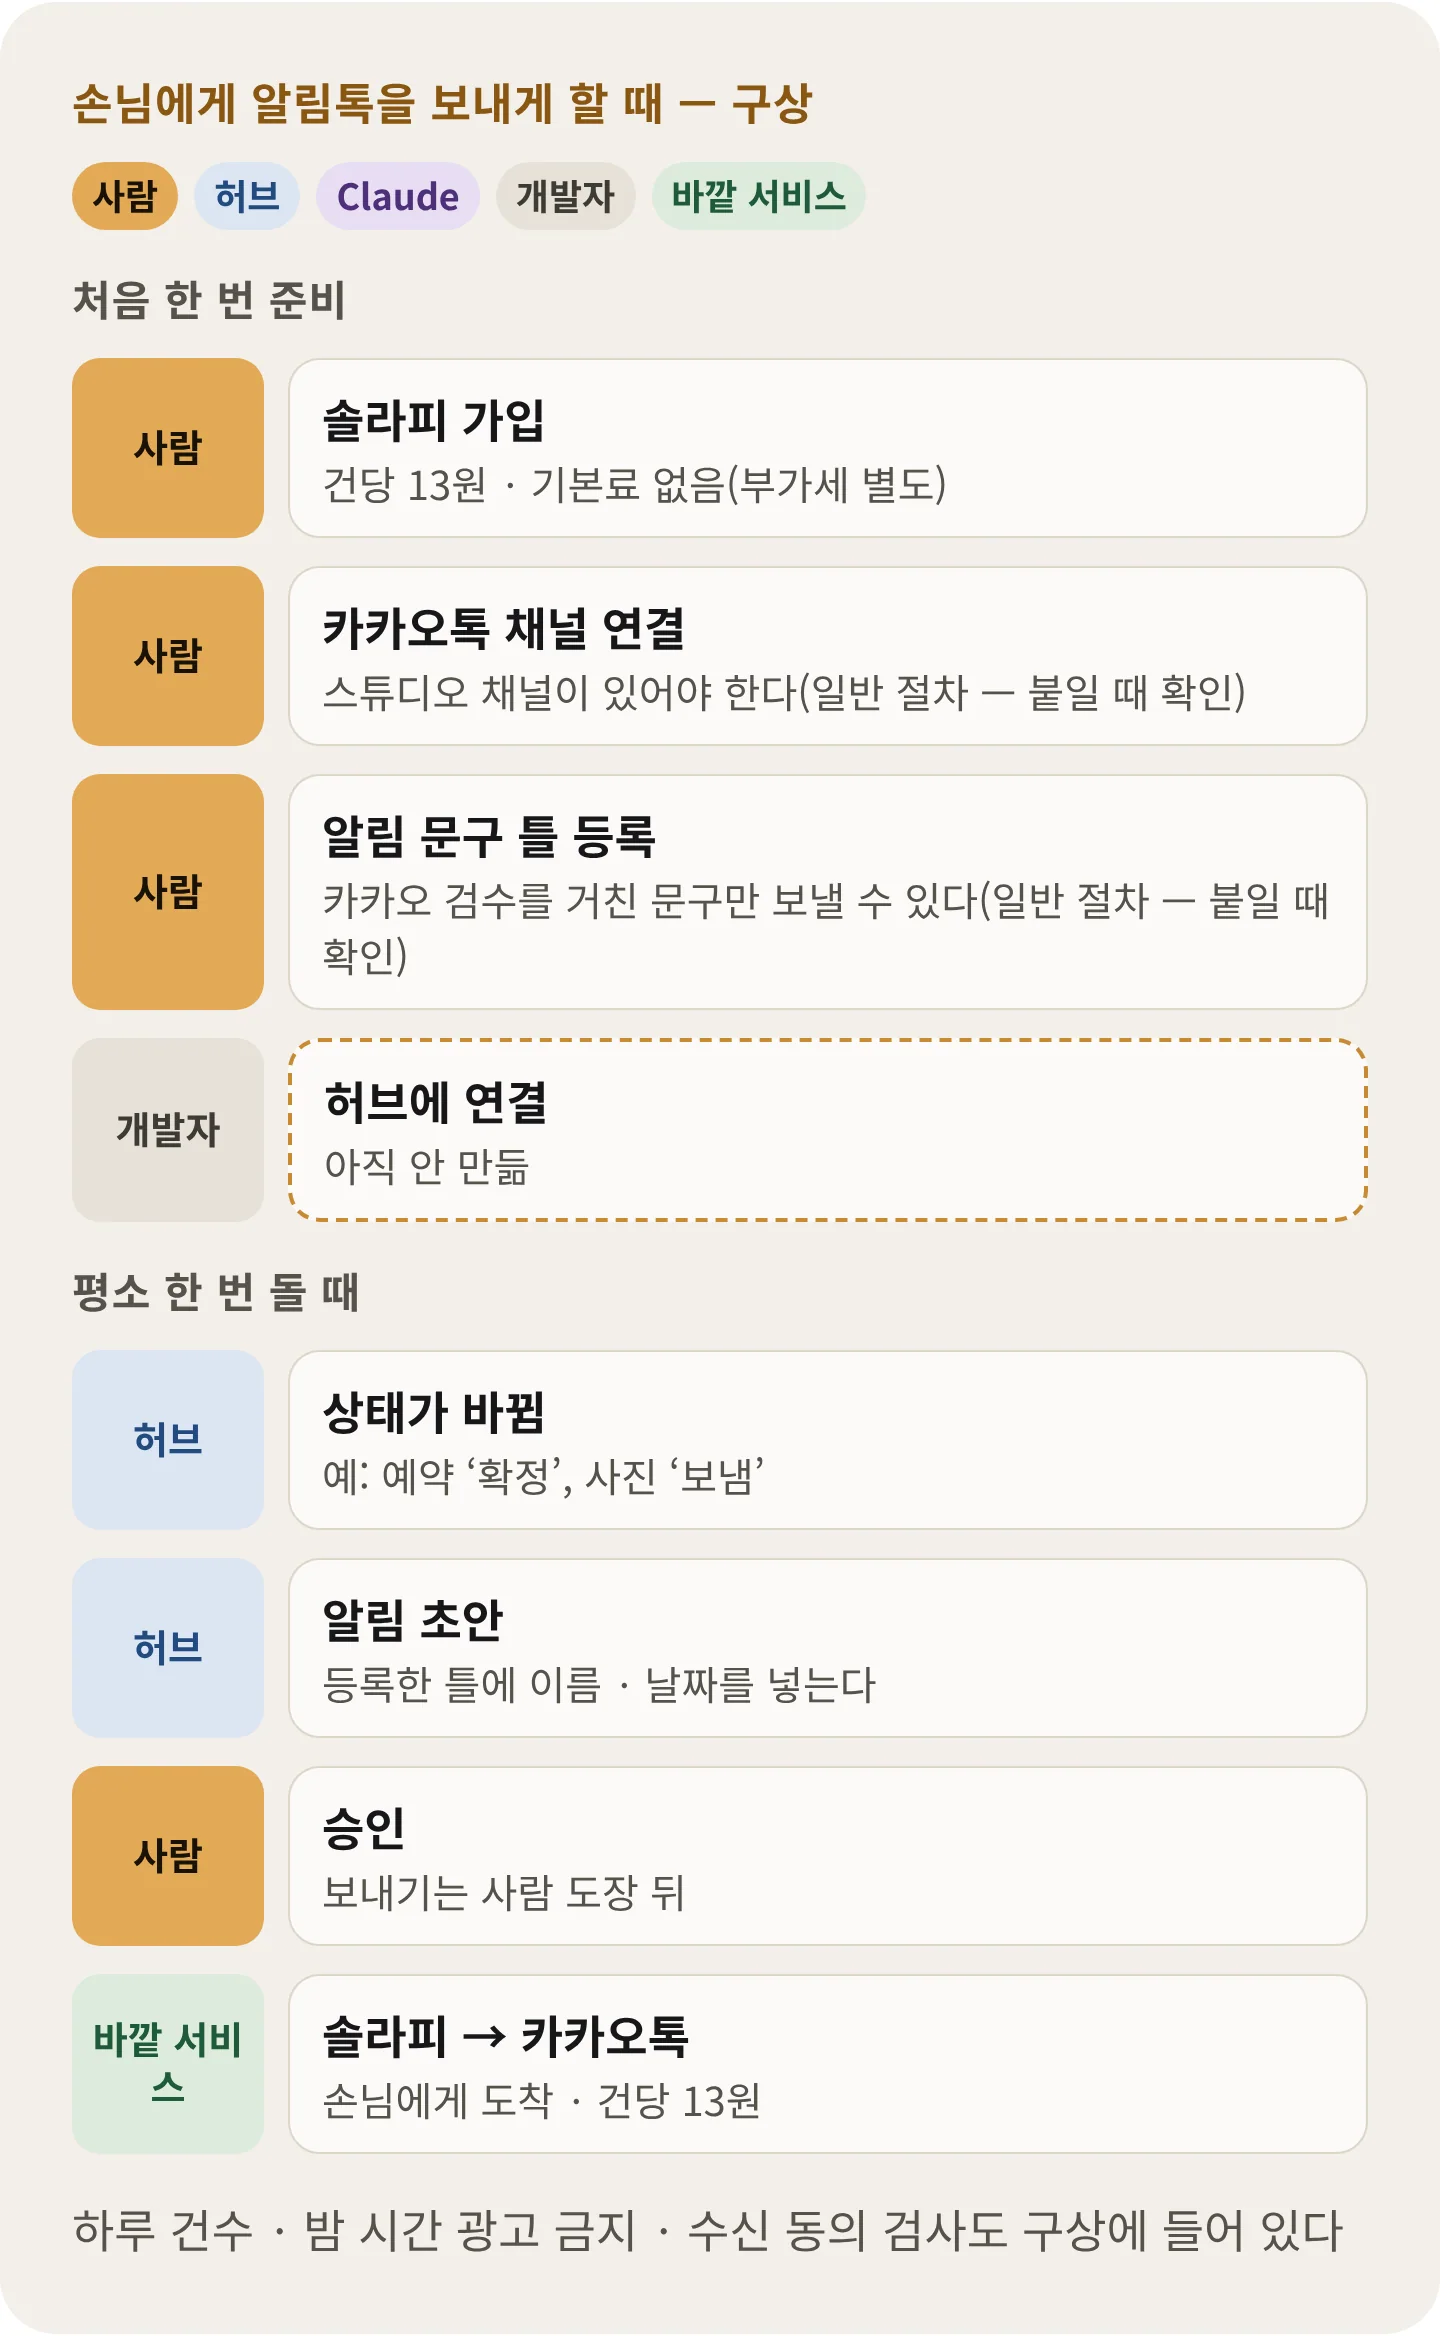 손님에게 알림톡을 보내게 할 때 — 구상
사람 허브 Claude 개발자 바깥 서비스
처음 한 번 준비
사람
솔라피 가입
건당 13원 · 기본료 없음(부가세 별도)
사람
카카오톡 채널 연결
스튜디오 채널이 있어야 한다(일반 절차 — 붙일 때 확인)
사람
알림 문구 틀 등록
카카오 검수를 거친 문구만 보낼 수 있다(일반 절차 — 붙일 때
확인)
개발자
허브에 연결
아직 안 만듦
평소 한 번 돌 때
허브
상태가 바뀜
예: 예약 ‘확정’, 사진 ‘보냄’
허브
알림 초안
등록한 틀에 이름 · 날짜를 넣는다
사람
승인
보내기는 사람 도장 뒤
바깥 서비
스
솔라피 → 카카오톡
손님에게 도착 · 건당 13원
하루 건수 · 밤 시간 광고 금지 · 수신 동의 검사도 구상에 들어 있다